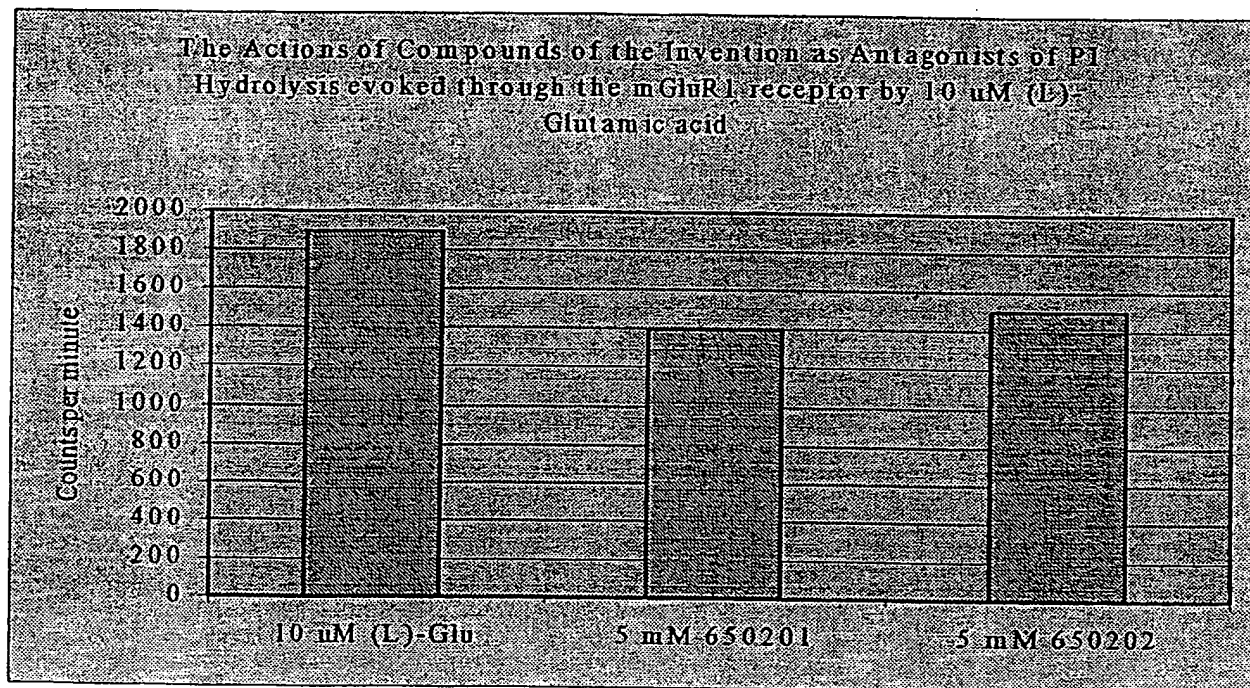 The Actions of Compounds of the Invention as Antagonists of PI
Hydrolysis evoked through the mGluR1 receptor by 10 uM (L)-
Glutamic acid
Counts per minute
2000
1800
1600
1400
1200
1000
800
600
400
200
0
10 uM (L)-Glu
5 mM 650201
5 mM 650202